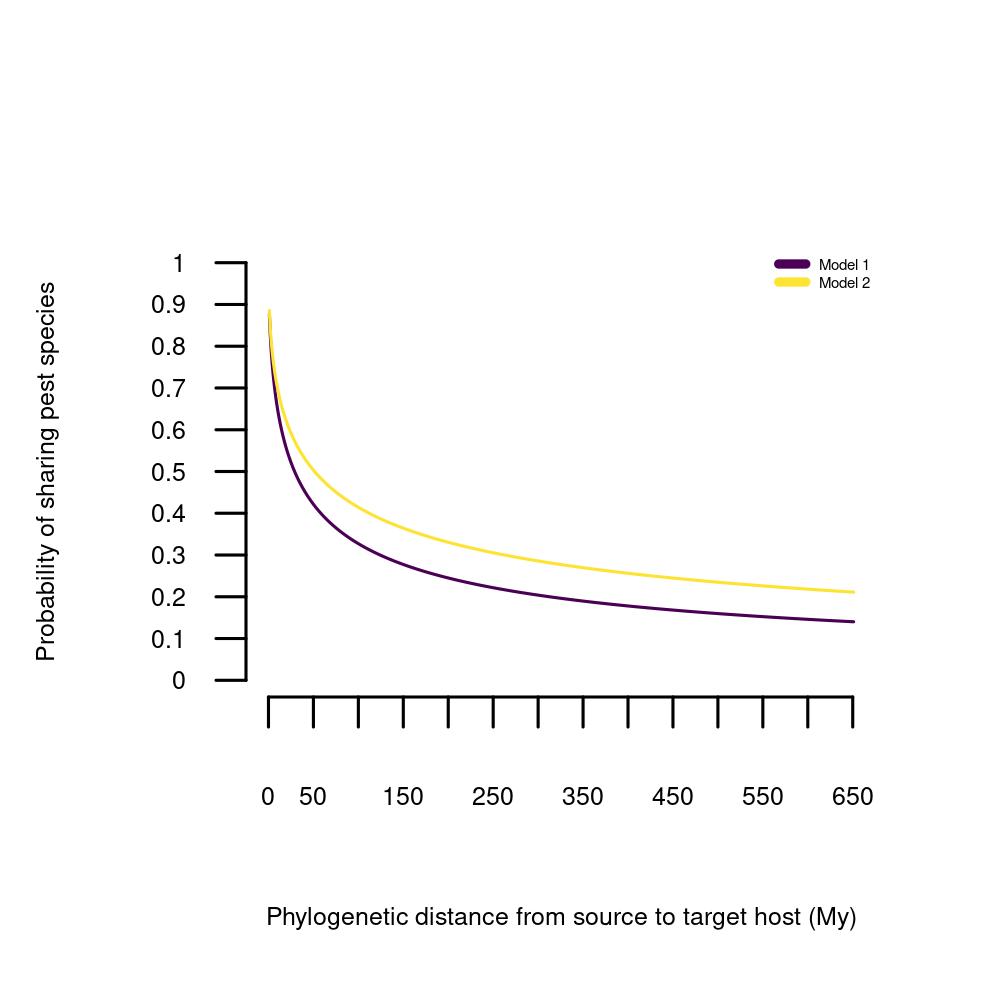 Model 1
Model 2
Probability of sharing pest species
1
0.9
0.8
0.7
0.6
0.5
0.4
0.3
0.2
0.1
0
0 50 150 250 350 450 550 650
Phylogenetic distance from source to target host (My)